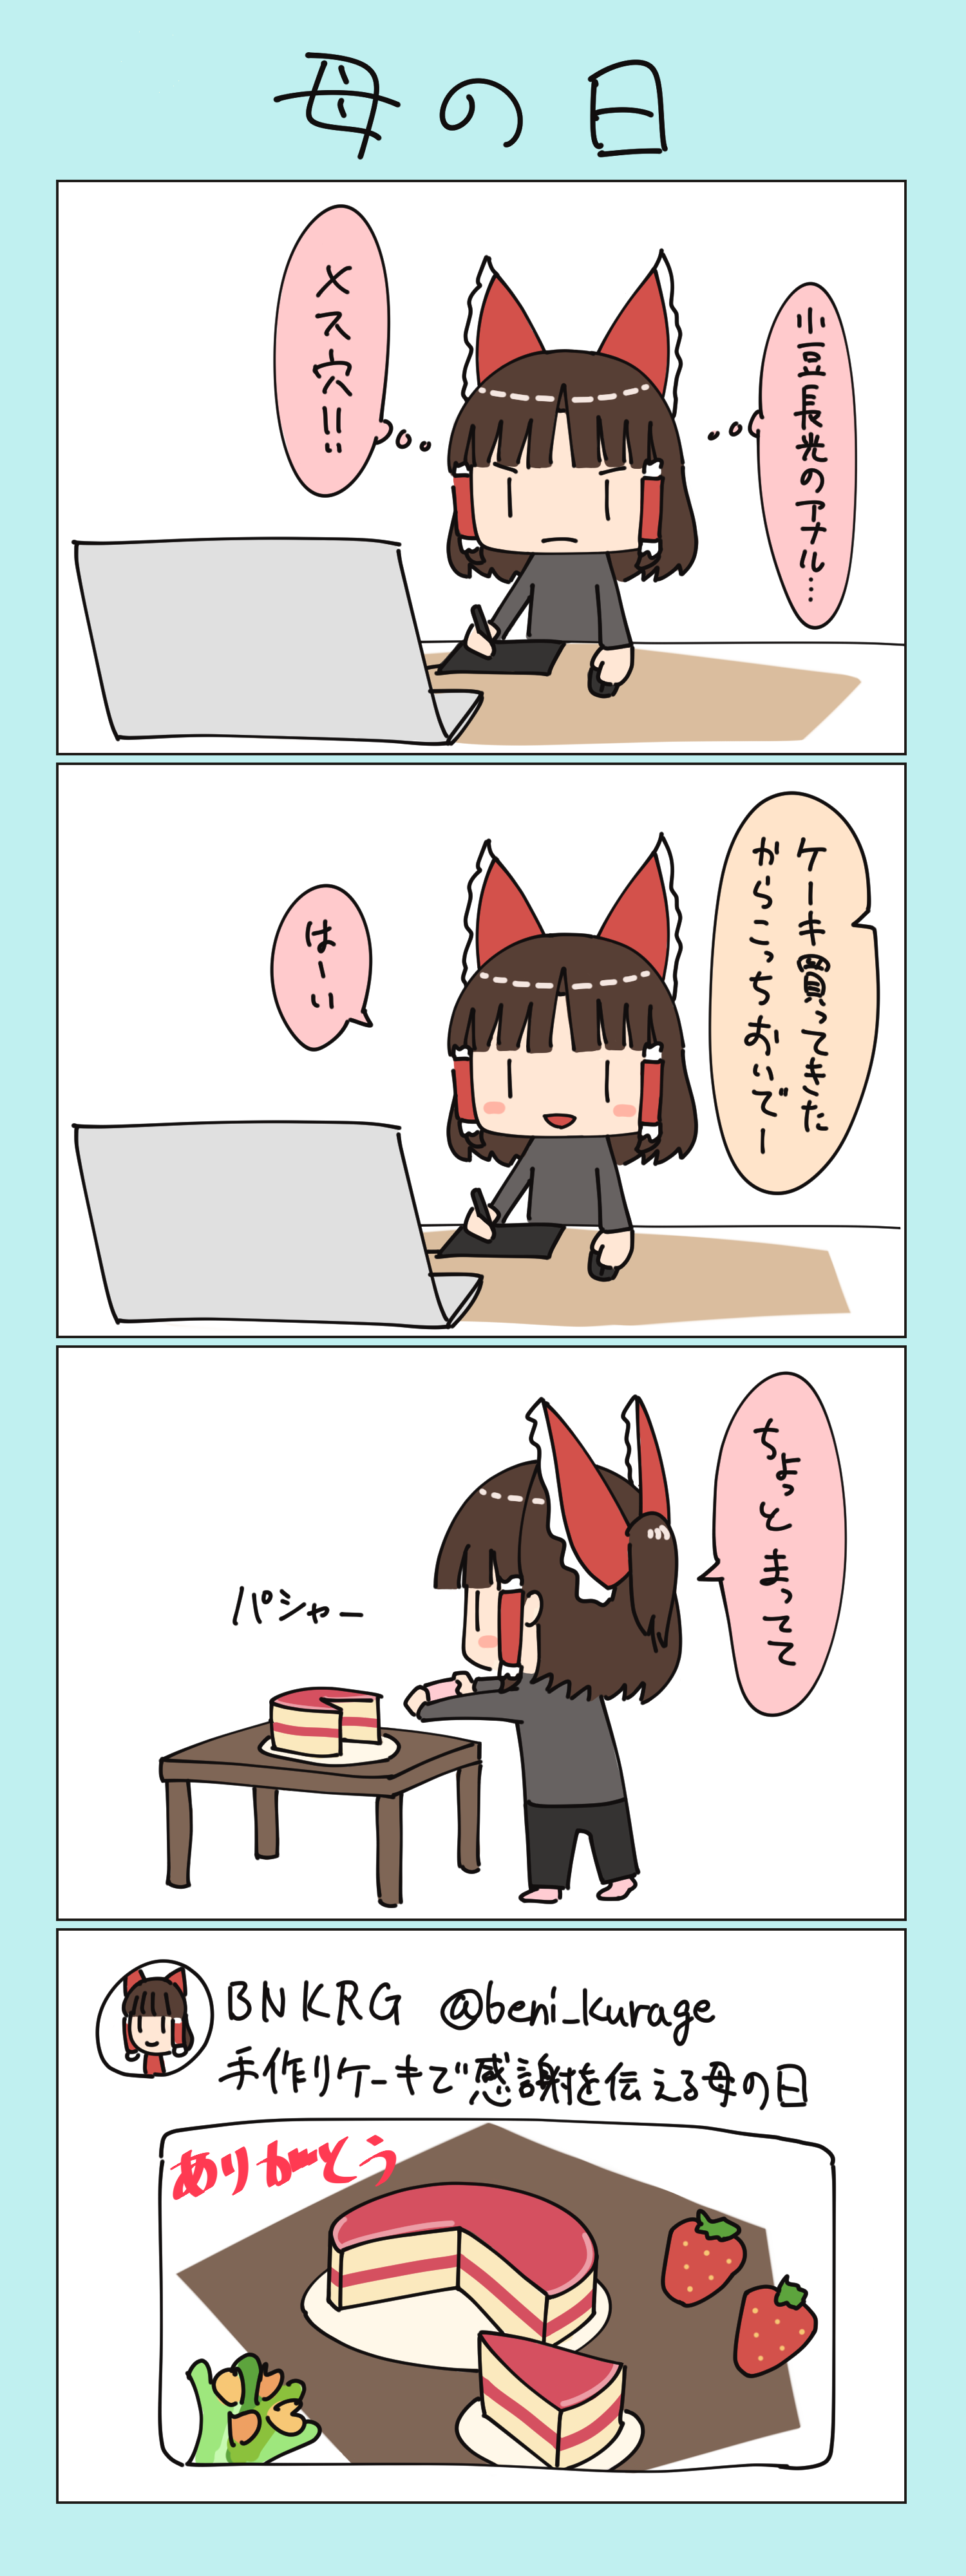 母の日
小豆長光のアナル…
メス穴!!
ケーキ買ってきた
からこっちおいでー
はーい
ちょっとまってて
パシャー
BNKRG @beni_kurage
手作りケーキで感謝を伝える母の日
ありがとう